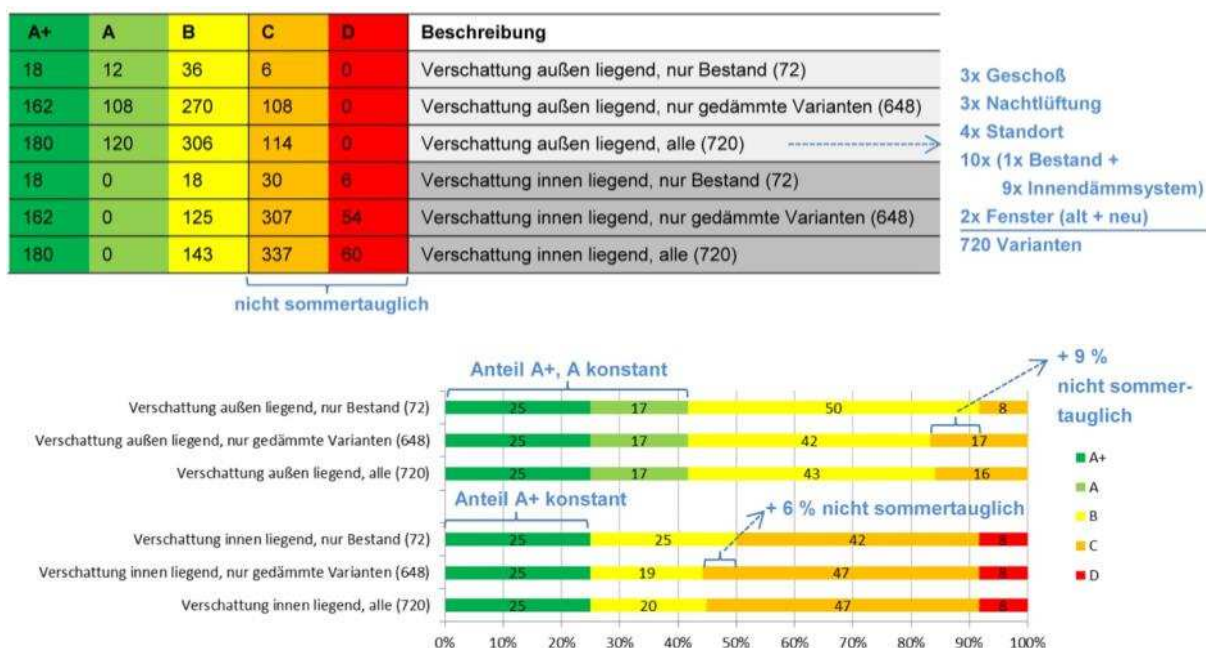 A+ A B C D Beschreibung
18 12 36 6 0 Verschattung außen liegend, nur Bestand (72)
162 108 270 108 0 Verschattung außen liegend, nur gedämmte Varianten (648)
180 120 306 114 0 Verschattung außen liegend, alle (720)
18 0 18 30 6 Verschattung innen liegend, nur Bestand (72)
162 0 125 307 54 Verschattung innen liegend, nur gedämmte Varianten (648)
180 0 143 337 60 Verschattung innen liegend, alle (720)
nicht sommertauglich
3x Geschoß
3x Nachtlüftung
4x Standort
10x (1x Bestand +
9x Innendämmsystem)
2x Fenster (alt + neu)
720 Varianten
Anteil A+, A konstant
+ 9 %
nicht sommer-
tauglich
Verschattung außen liegend, nur Bestand (72) 25 17 50 8
Verschattung außen liegend, nur gedämmte Varianten (648) 25 17 42 17
Verschattung außen liegend, alle (720) 25 17 43 16
Anteil A+ konstant
+ 6 % nicht sommertauglich
Verschattung innen liegend, nur Bestand (72) 25 25 42 8
Verschattung innen liegend, nur gedämmte Varianten (648) 25 19 47 8
Verschattung innen liegend, alle (720) 25 20 47 8
0% 10% 20% 30% 40% 50% 60% 70% 80% 90% 100%
A+
A
B
C
D